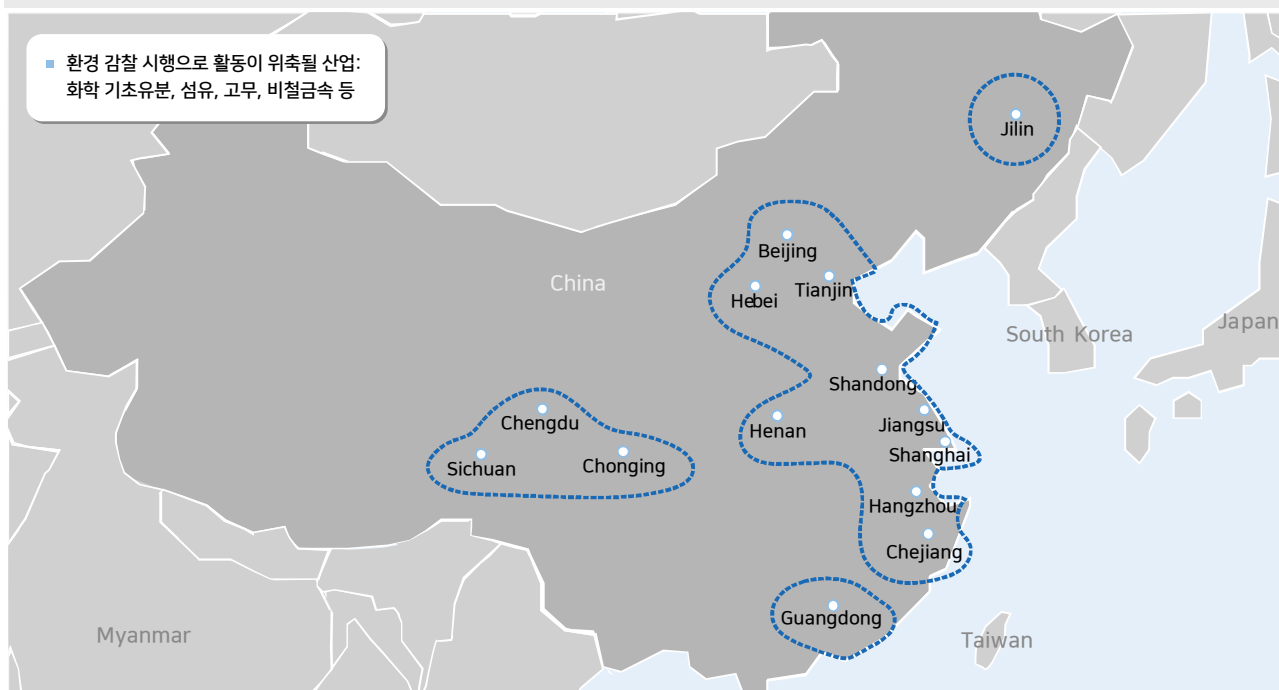 환경 감찰 시행으로 활동이 위축될 산업:
화학 기초유분, 섬유, 고무, 비철금속 등
Jilin
Beijing
China
Tianjin
Hebei
Japan
South Korea
Shandong
Chengdu
Jiangsu
Henan
Shanghai
Sichuan
Chonging
Hangzhou
Chejiang
Guangdong
Myanmar
Taiwan